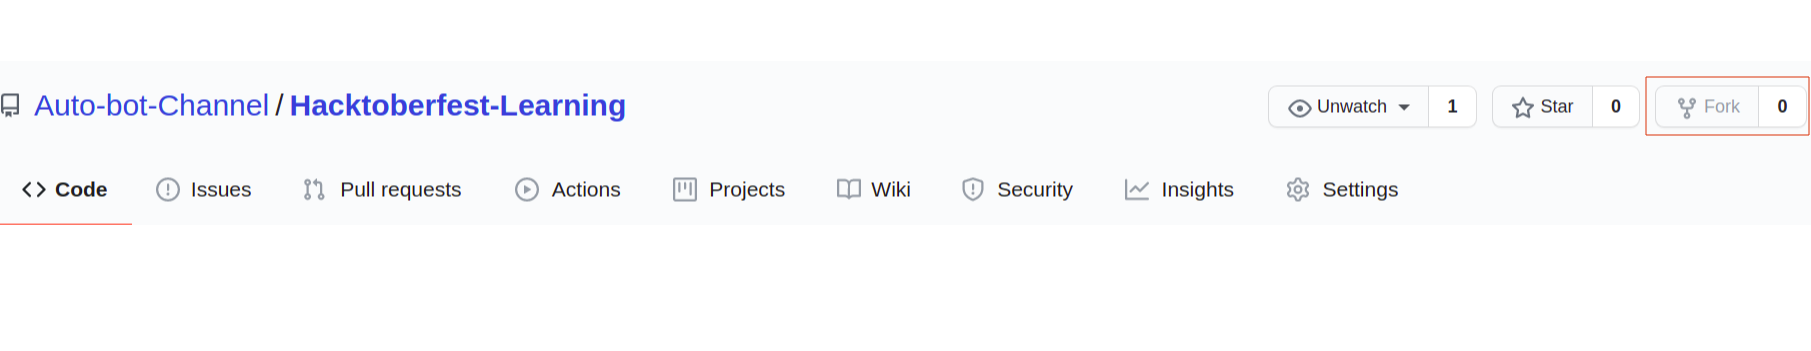 Auto-bot-Channel / Hacktoberfest-Learning Unwatch 1 Star 0 Fork 0
Code Issues Pull requests Actions Projects Wiki Security Insights Settings